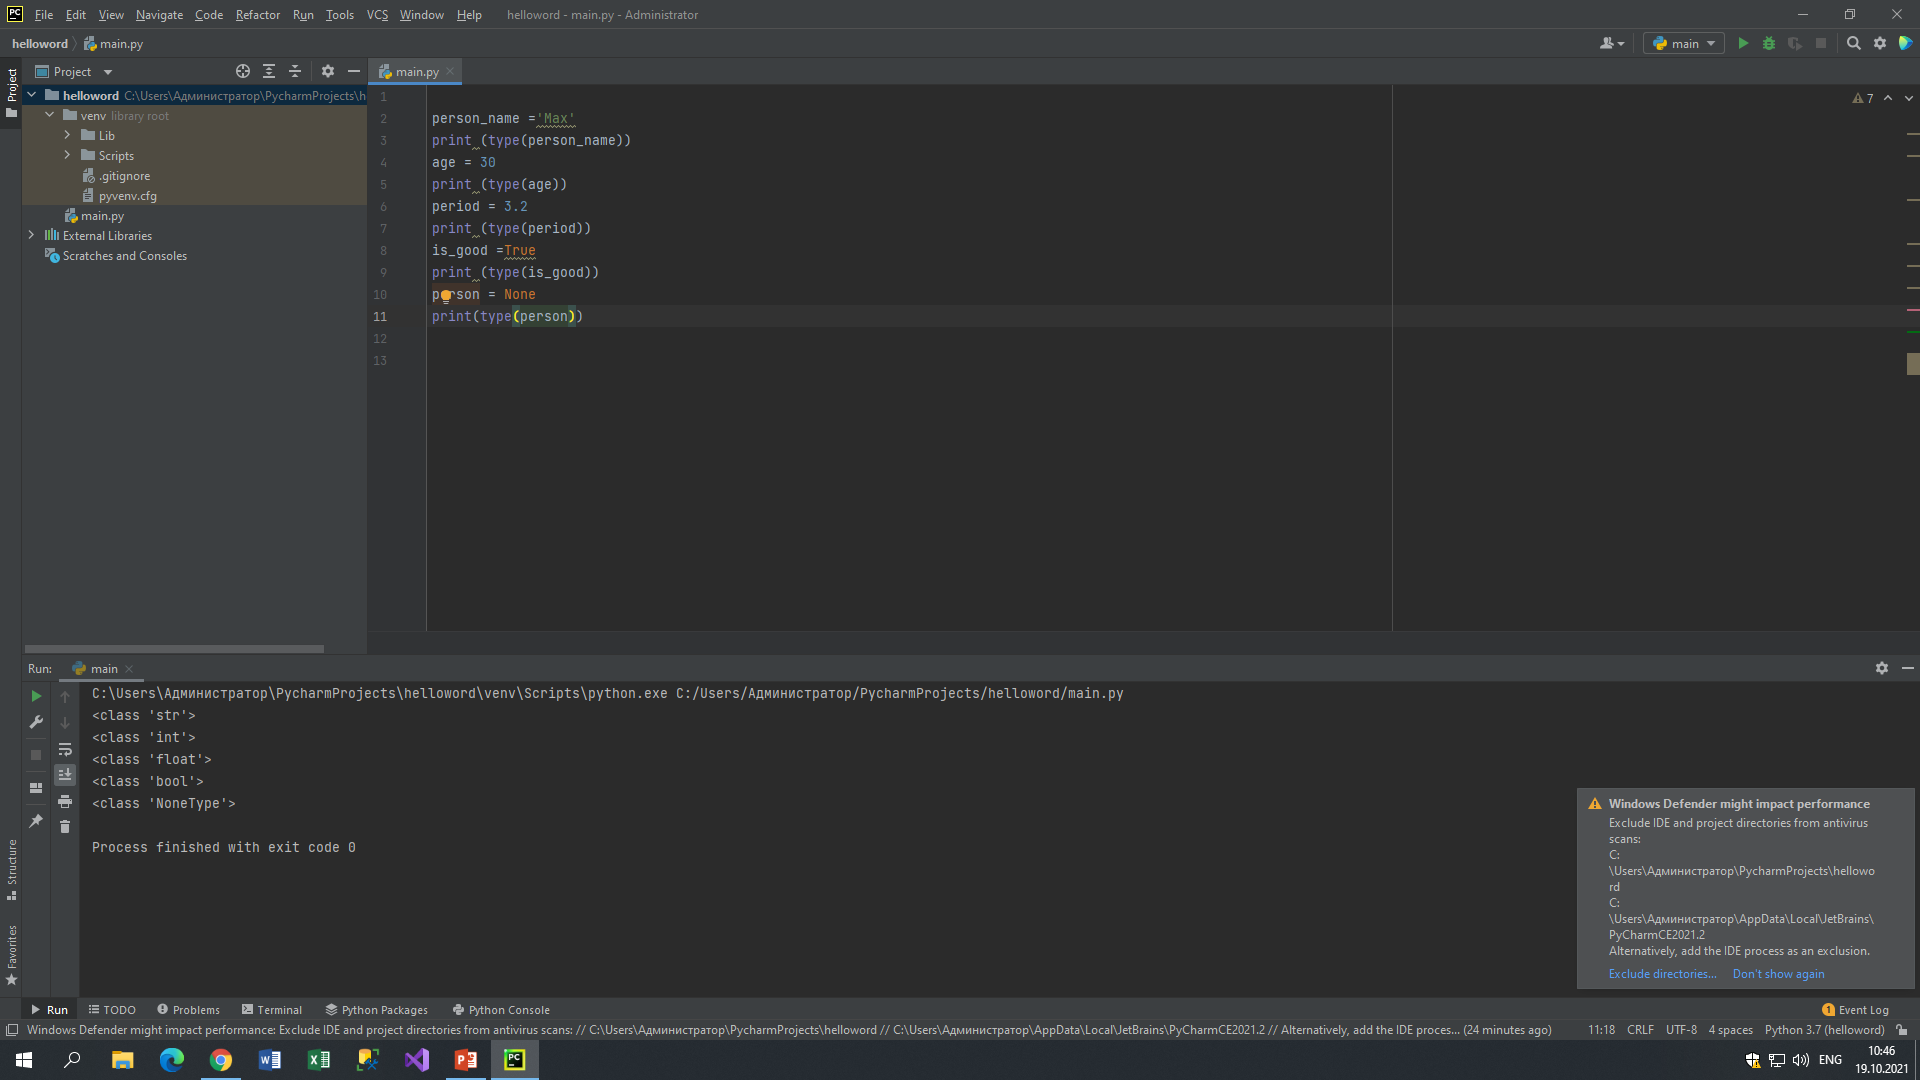 PC File Edit View Navigate Code Refactor Run Tools VCS Window Help helloword - main.py - Administrator
helloword main.py main
Project main.py
Project
helloword C:\Users\Администратор\PycharmProjects\h
venv library root
Lib
Scripts
.gitignore
pyvenv.cfg
main.py
External Libraries
Scratches and Consoles
7
1
2 person_name ='Max'
3 print (type(person_name))
4 age = 30
5 print (type(age))
6 period = 3.2
7 print (type(period))
8 is_good =True
9 print (type(is_good))
10 person = None
11 print(type(person))
12
13
Run: main
C:\Users\Администратор\PycharmProjects\helloword\venv\Scripts\python.exe C:/Users/Администратор/PycharmProjects/helloword/main.py
<class 'str'>
<class 'int'>
<class 'float'>
<class 'bool'>
<class 'NoneType'>
Process finished with exit code 0
Structure
Favorites
Windows Defender might impact performance
Exclude IDE and project directories from antivirus
scans:
C:
\Users\Администратор\PycharmProjects\hellowo
rd
C:
\Users\Администратор\AppData\Local\JetBrains\
PyCharmCE2021.2
Alternatively, add the IDE process as an exclusion.
Exclude directories... Don't show again
Run TODO Problems Terminal Python Packages Python Console 1 Event Log
Windows Defender might impact performance: Exclude IDE and project directories from antivirus scans: // C:\Users\Администратор\PycharmProjects\helloword // C:\Users\Администратор\AppData\Local\JetBrains\PyCharmCE2021.2 // Alternatively, add the IDE proces... (24 minutes ago) 11:18 CRLF UTF-8 4 spaces Python 3.7 (helloword)
PC ENG 10:46
19.10.2021